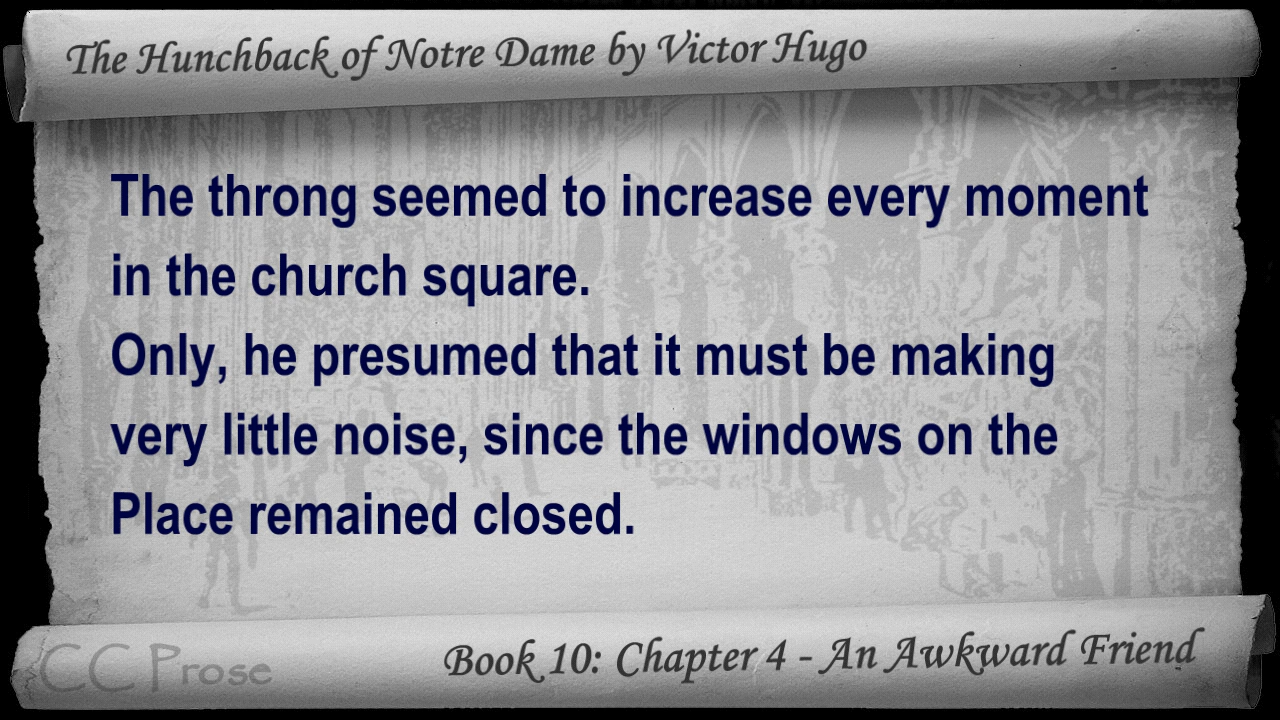 The Hunchback of Notre Dame by Victor Hugo
The throng seemed to increase every moment
in the church square.
Only, he presumed that it must be making
very little noise, since the windows on the
Place remained closed.
CC Prose
Book 10: Chapter 4 - An Awkward Friend